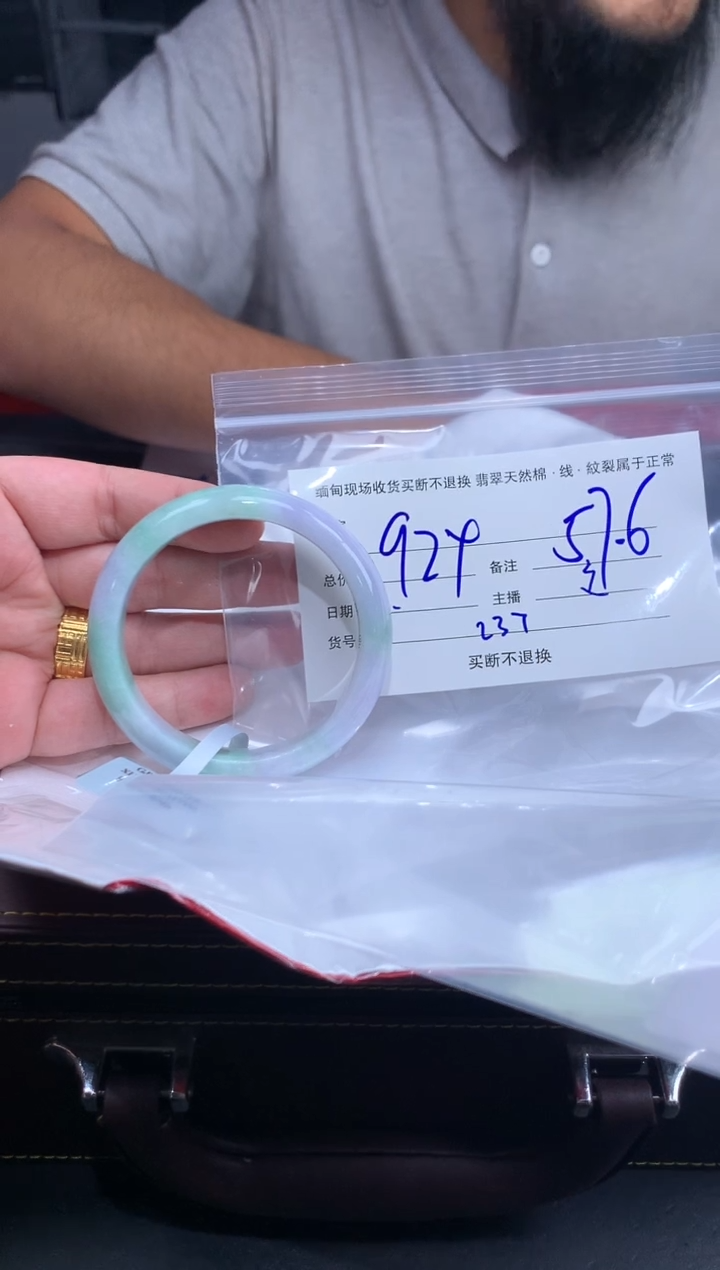 缅甸现场收货买断不退换 翡翠天然棉·线·紋裂属于正常
924
57.6
总价
备注
日期
主播
货号
237
买断不退换